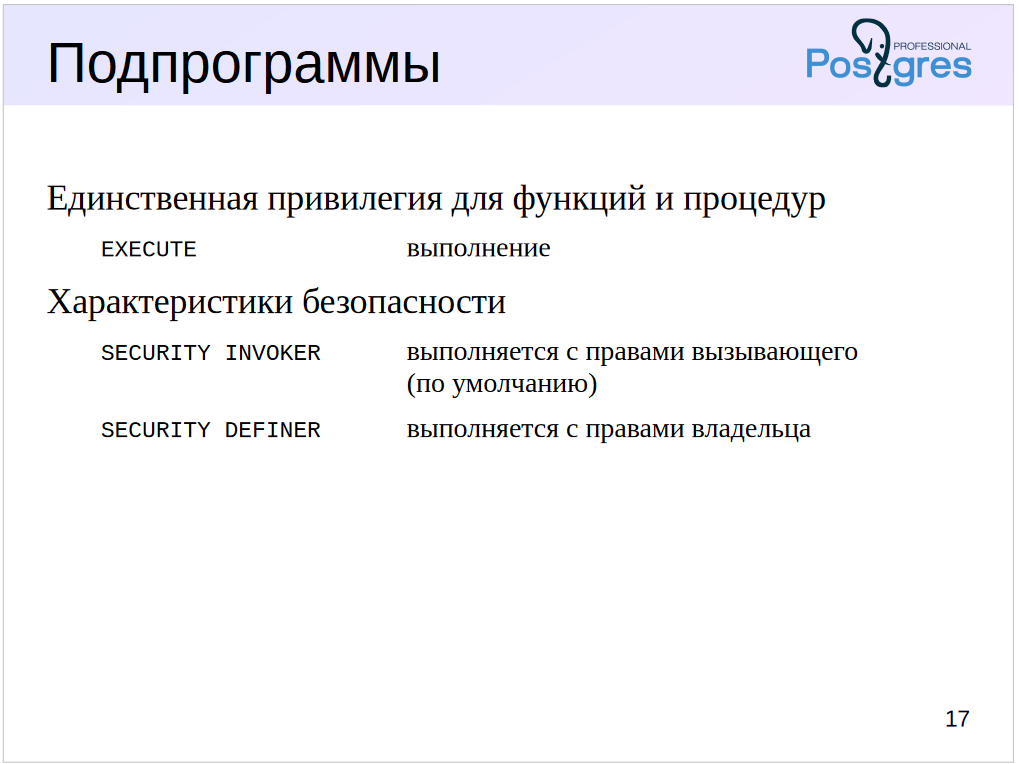 Подпрограммы
PROFESSIONAL
Postgres
Единственная привилегия для функций и процедур
EXECUTE выполнение
Характеристики безопасности
SECURITY INVOKER выполняется с правами вызывающего
(по умолчанию)
SECURITY DEFINER выполняется с правами владельца
17